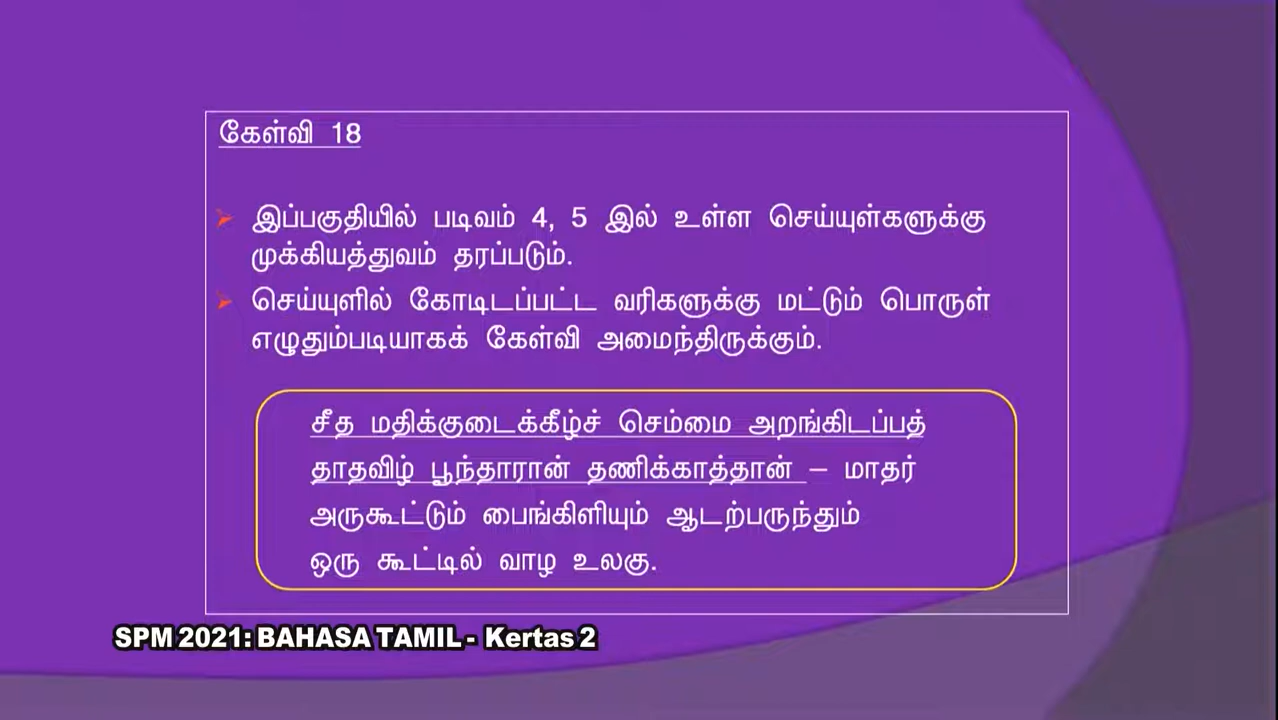 கேள்வி 18
இப்பகுதியில் படிவம் 4, 5 இல் உள்ள செய்யுள்களுக்கு
முக்கியத்துவம் தரப்படும்.
செய்யுளில் கோடிடப்பட்ட வரிகளுக்கு மட்டும் பொருள்
எழுதும்படியாகக் கேள்வி அமைந்திருக்கும்.
சீத மதிக்குடைக்கீழ்ச் செம்மை அறங்கிடப்பத்
தாதவிழ் பூந்தாரான் தணிக்காத்தான் – மாதர்
அருகூட்டும் பைங்கிளியும் ஆடற்பருந்தும்
ஒரு கூட்டில் வாழ உலகு.
SPM 2021: BAHASA TAMIL - Kertas 2